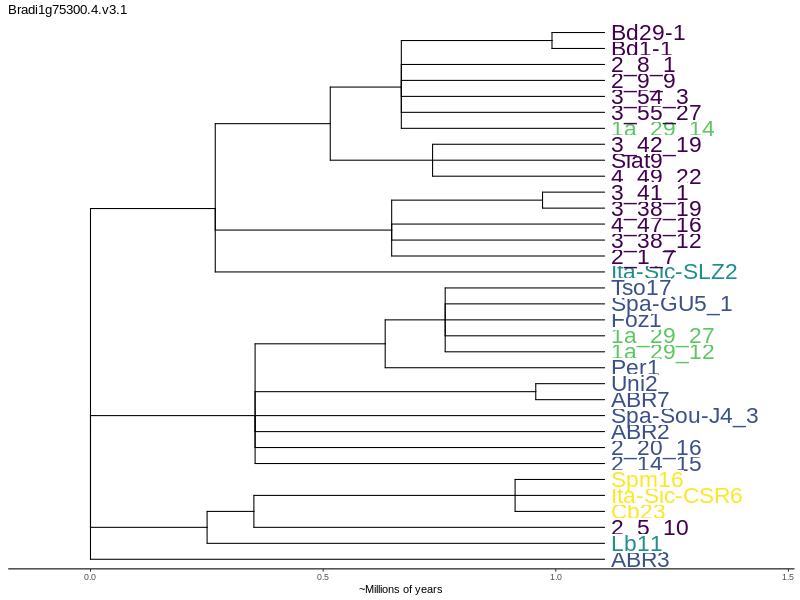 Bradi1g75300.4.v3.1
Bd29-1
Bd1-1
2_8_1
2_9_9
3_54_3
3_55_27
1a_29_14
3_42_19
Slat9
4_49_22
3_41_1
3_38_19
4_47_16
3_38_12
2_1_7
Ita-Sic-SLZ2
Tso17
Spa-GU5_1
Foz1
1a_29_27
1a_29_12
Per1
Uni2
ABR7
Spa-Sou-J4_3
ABR2
2_20_16
2_14_15
Spm16
Ita-Sic-CSR6
Cb23
2_5_10
Lb11
ABR3
0.0 0.5 1.0 1.5
~Millions of years